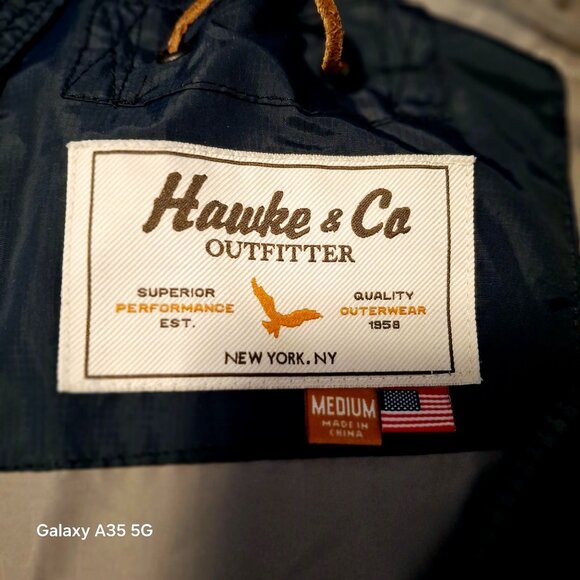 Hawke & Co
OUTFITTER
SUPERIOR
PERFORMANCE
EST.
QUALITY
OUTERWEAR
1958
NEW YORK, NY
MEDIUM
MADE IN
CHINA
Galaxy A35 5G